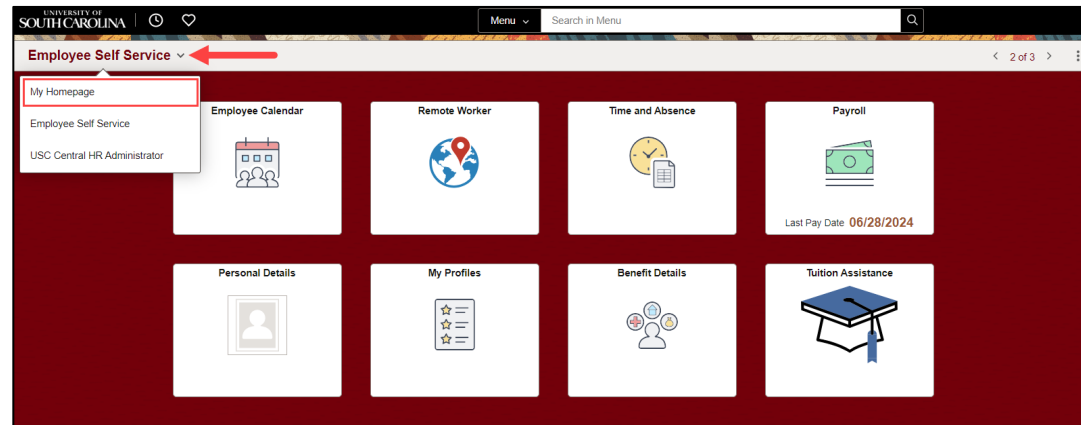 UNIVERSITY OF
SOUTH CAROLINA
Menu
Search in Menu
Employee Self Service
2 of 3
My Homepage
Employee Self Service
USC Central HR Administrator
Employee Calendar
Remote Worker
Time and Absence
Payroll
Last Pay Date 06/28/2024
Personal Details
My Profiles
Benefit Details
Tuition Assistance